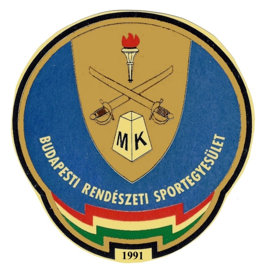 MK
BUDAPESTI RENDÉSZETI SPORTEGYESÜLET
1991